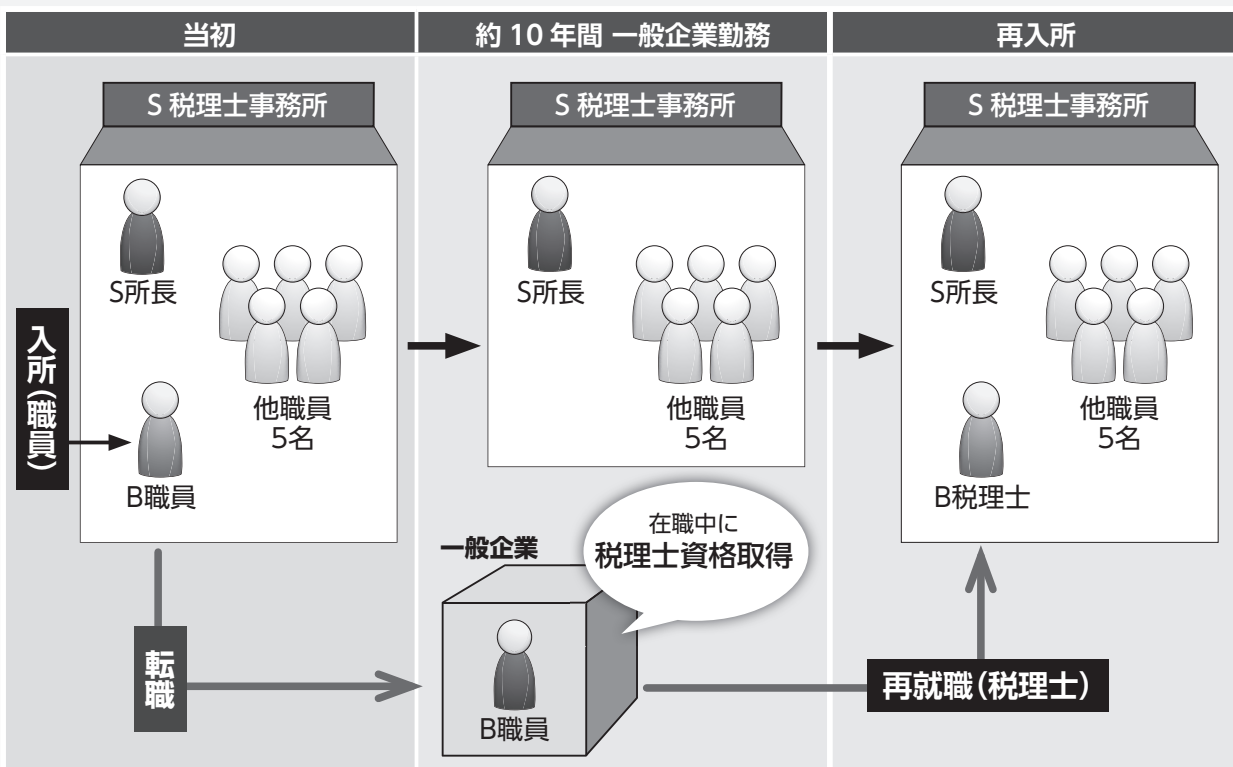 当初
約10年間 一般企業勤務
再入所
S 税理士事務所
S所長
入所(職員)
他職員
5名
B職員
転職
S 税理士事務所
S所長
他職員
5名
一般企業
在職中に
税理士資格取得
B職員
S 税理士事務所
S所長
他職員
5名
B税理士
再就職(税理士)